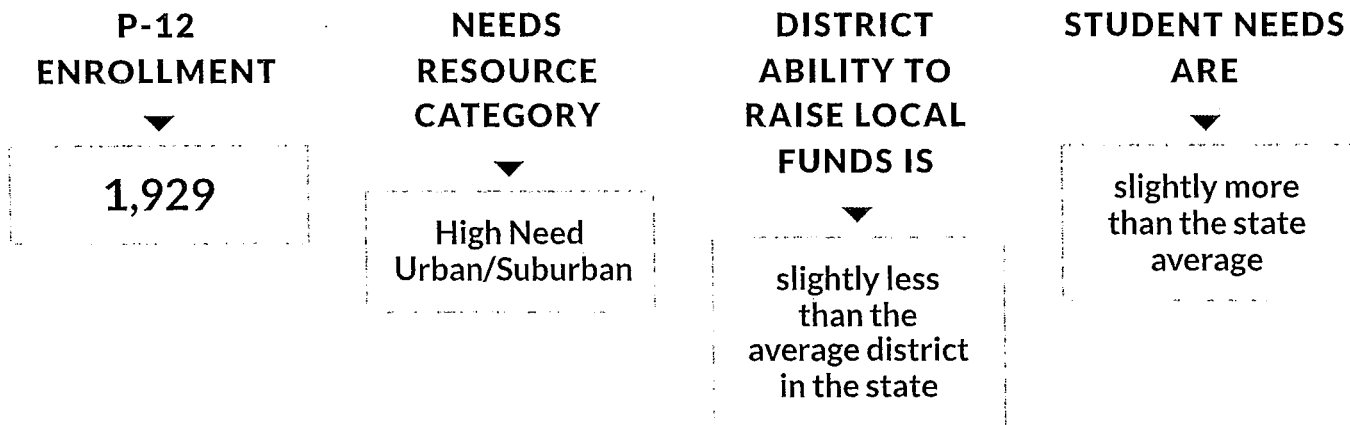 P-12
ENROLLMENT
1,929
NEEDS
RESOURCE
CATEGORY
High Need
Urban/Suburban
DISTRICT
ABILITY TO
RAISE LOCAL
FUNDS IS
slightly less
than the
average district
in the state
STUDENT NEEDS
ARE
slightly more
than the state
average